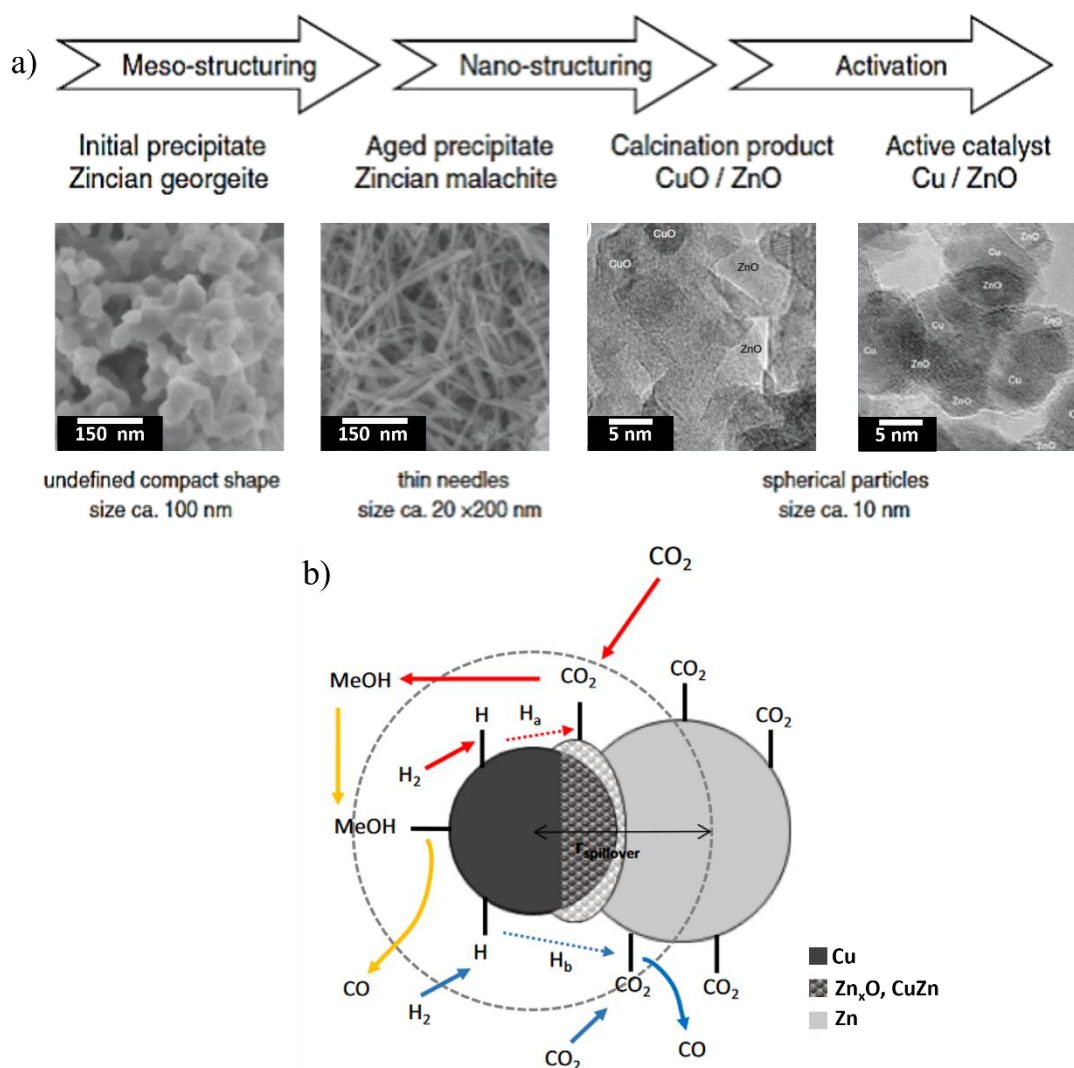 a)
Meso-structuring
Nano-structuring
Activation
Initial precipitate
Zincian georgeite
Aged precipitate
Zincian malachite
Calcination product
CuO / ZnO
Active catalyst
Cu / ZnO
150 nm
150 nm
CuO
CuO
ZnO
ZnO
5 nm
ZnO
Cu
ZnO
Cu
ZnO
Cu
ZnO
Cu
ZnO
5 nm
undefined compact shape
size ca. 100 nm
thin needles
size ca. 20 ×200 nm
spherical particles
size ca. 10 nm
b)
CO₂
MeOH
CO₂
CO₂
CO₂
H
Hₐ
H₂
MeOH
r_spillover
H
H_b
CO
H₂
CO₂
CO₂
CO₂
CO
Cu
ZnₓO, CuZn
Zn